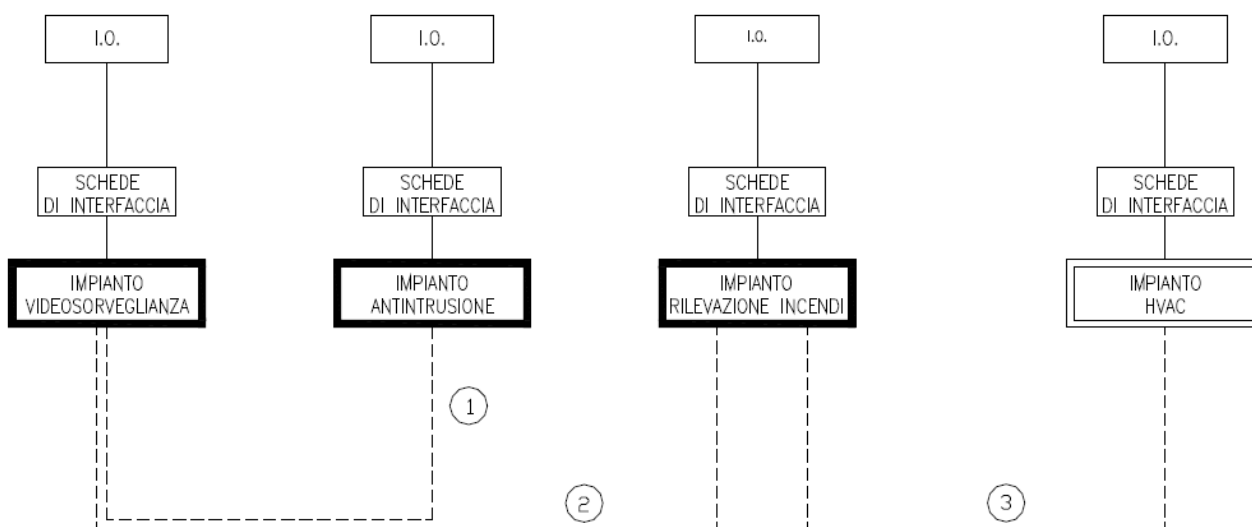 I.O.
I.O.
I.O.
I.O.
SCHEDE
DI INTERFACCIA
SCHEDE
DI INTERFACCIA
SCHEDE
DI INTERFACCIA
SCHEDE
DI INTERFACCIA
IMPIANTO
VIDEOSORVEGLIANZA
IMPIANTO
ANTINTRUSIONE
IMPIANTO
RILEVAZIONE INCENDI
IMPIANTO
HVAC
1
2
3